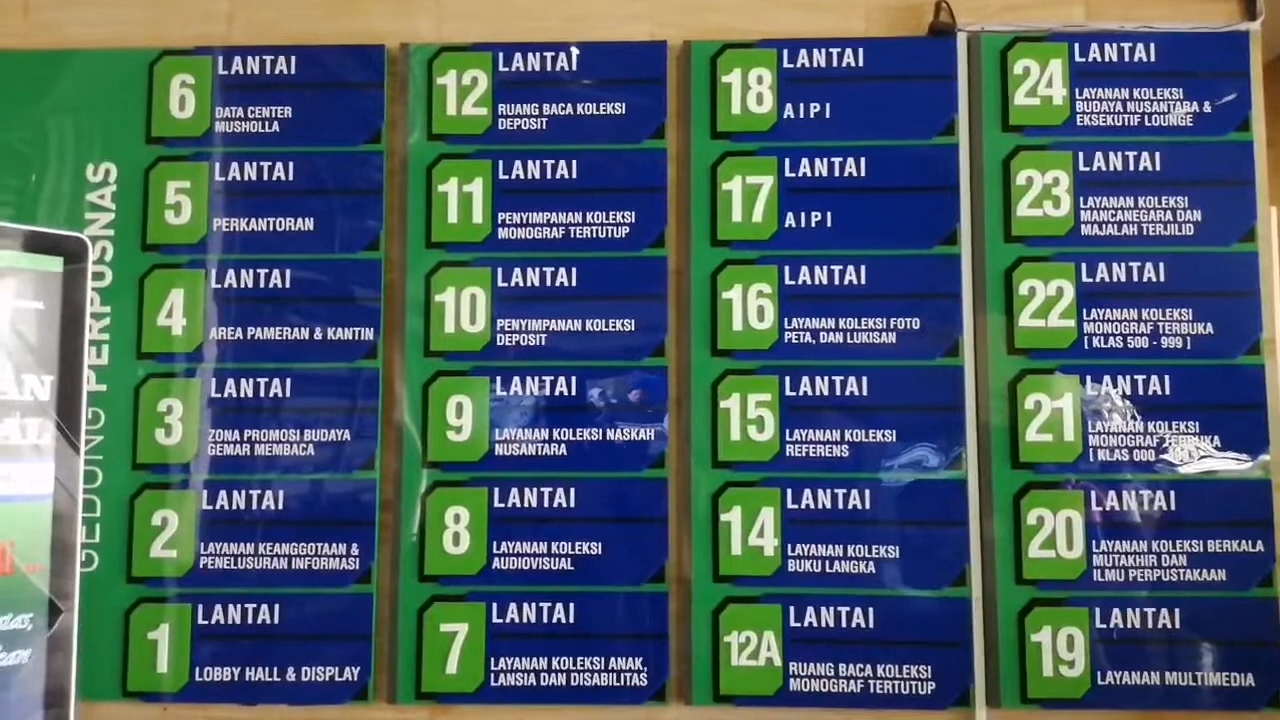 GEDUNG PERPUSNAS
6 LANTAI
DATA CENTER
MUSHOLLA
5 LANTAI
PERKANTORAN
4 LANTAI
AREA PAMERAN & KANTIN
3 LANTAI
ZONA PROMOSI BUDAYA
GEMAR MEMBACA
2 LANTAI
LAYANAN KEANGGOTAAN &
PENELUSURAN INFORMASI
1 LANTAI
LOBBY HALL & DISPLAY
12 LANTAI
RUANG BACA KOLEKSI
DEPOSIT
11 LANTAI
PENYIMPANAN KOLEKSI
MONOGRAF TERTUTUP
10 LANTAI
PENYIMPANAN KOLEKSI
DEPOSIT
9 LANTAI
LAYANAN KOLEKSI NASKAH
NUSANTARA
8 LANTAI
LAYANAN KOLEKSI
AUDIOVISUAL
7 LANTAI
LAYANAN KOLEKSI ANAK,
LANSIA DAN DISABILITAS
18 LANTAI
AIPI
17 LANTAI
AIPI
16 LANTAI
LAYANAN KOLEKSI FOTO
PETA, DAN LUKISAN
15 LANTAI
LAYANAN KOLEKSI
REFERENS
14 LANTAI
LAYANAN KOLEKSI
BUKU LANGKA
12A LANTAI
RUANG BACA KOLEKSI
MONOGRAF TERTUTUP
24 LANTAI
LAYANAN KOLEKSI
BUDAYA NUSANTARA &
EKSEKUTIF LOUNGE
23 LANTAI
LAYANAN KOLEKSI
MANCANEGARA DAN
MAJALAH TERJILID
22 LANTAI
LAYANAN KOLEKSI
MONOGRAF TERBUKA
[ KLAS 500 - 999 ]
21 LANTAI
LAYANAN KOLEKSI
MONOGRAF TERBUKA
[ KLAS 000
20 LANTAI
LAYANAN KOLEKSI BERKALA
MUTAKHIR DAN
ILMU PERPUSTAKAAN
19 LANTAI
LAYANAN MULTIMEDIA